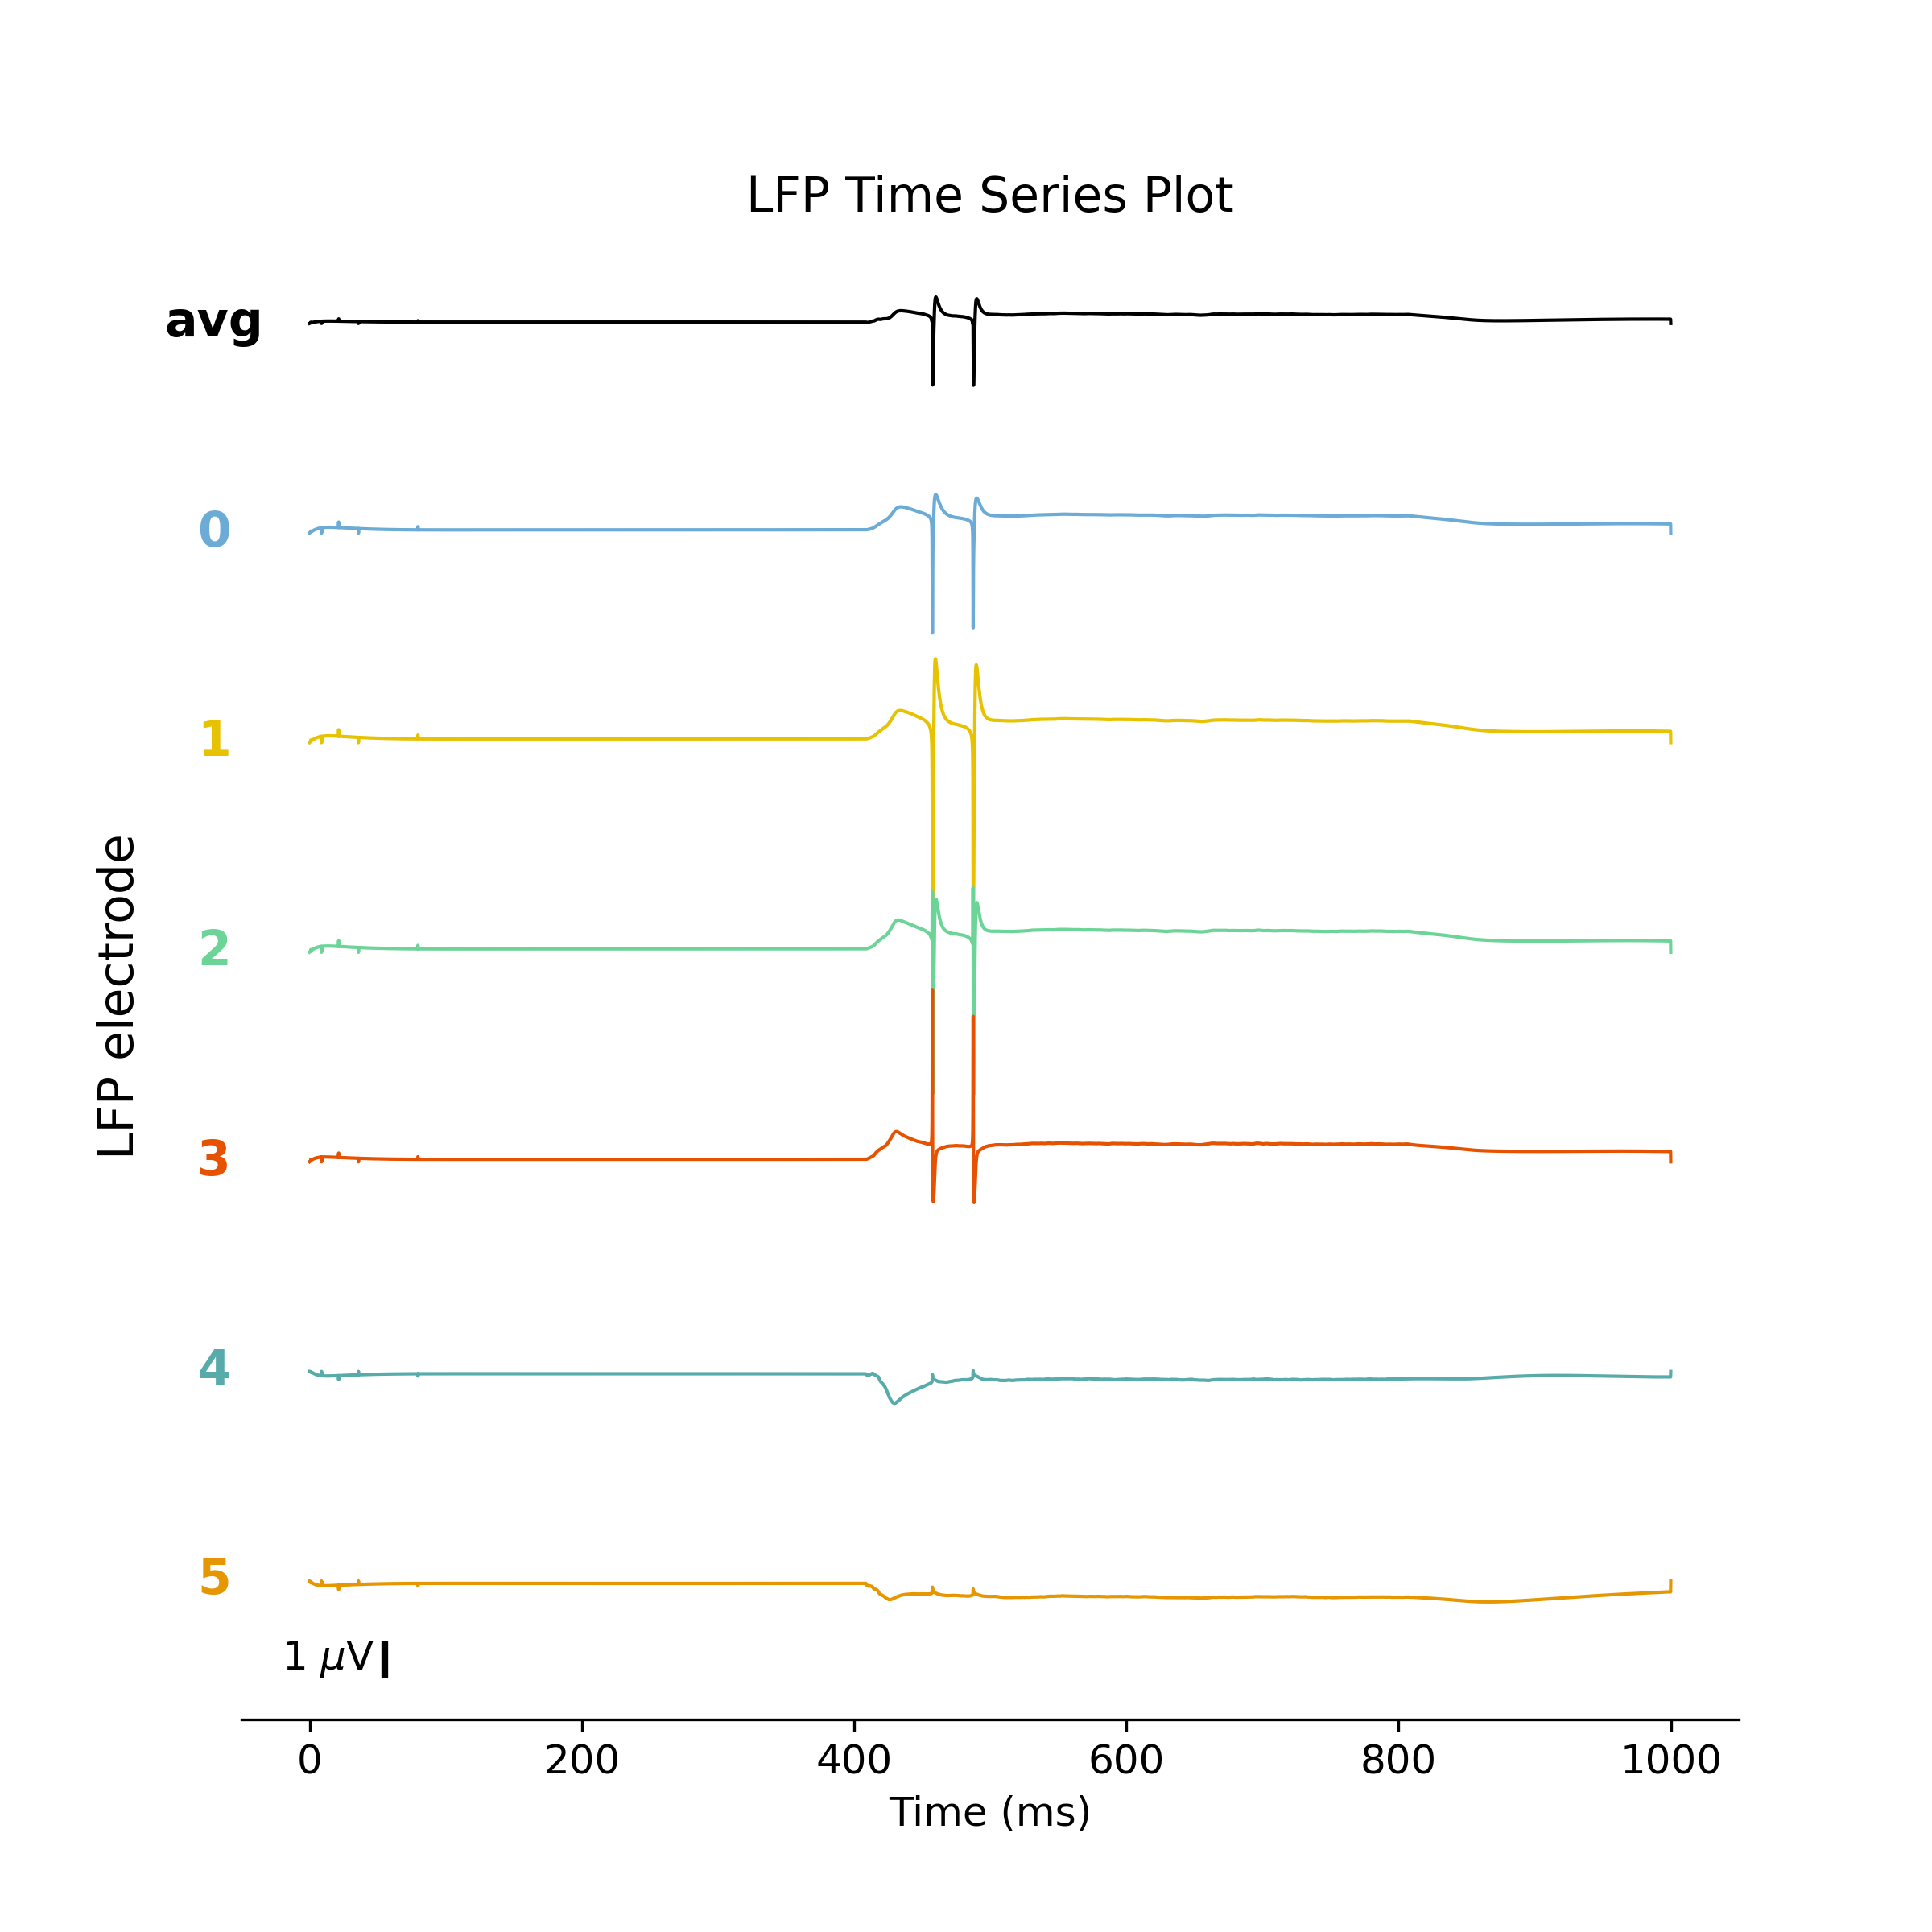 LFP Time Series Plot
avg
0
1
2
3
4
5
LFP electrode
1 μV
0 200 400 600 800 1000
Time (ms)